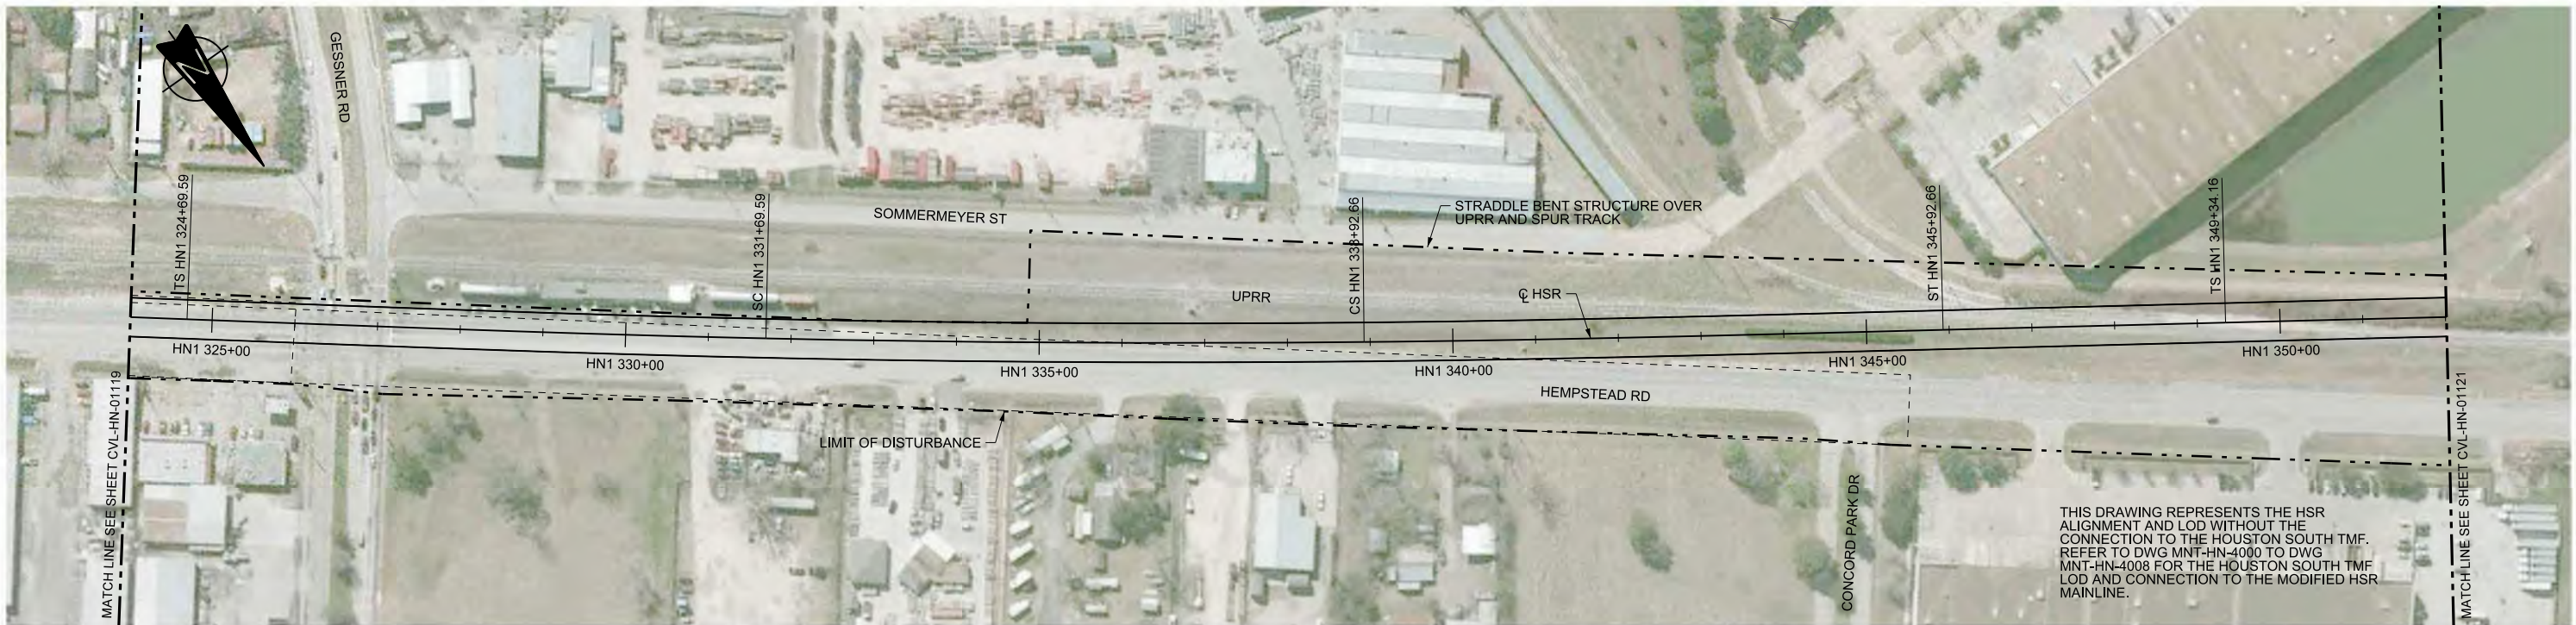 N
GESSNER RD
TS HN1 324+69.59
SC HN1 331+69.59
SOMMERMEYER ST
CS HN1 338+92.66
STRADDLE BENT STRUCTURE OVER
UPRR AND SPUR TRACK
ST HN1 345+92.66
TS HN1 349+34.16
UPRR
℄ HSR
HN1 325+00
HN1 330+00
HN1 335+00
HN1 340+00
HN1 345+00
HN1 350+00
HEMPSTEAD RD
LIMIT OF DISTURBANCE
MATCH LINE SEE SHEET CVL-HN-01119
CONCORD PARK DR
MATCH LINE SEE SHEET CVL-HN-01121
THIS DRAWING REPRESENTS THE HSR
ALIGNMENT AND LOD WITHOUT THE
CONNECTION TO THE HOUSTON SOUTH TMF.
REFER TO DWG MNT-HN-4000 TO DWG
MNT-HN-4008 FOR THE HOUSTON SOUTH TMF
LOD AND CONNECTION TO THE MODIFIED HSR
MAINLINE.